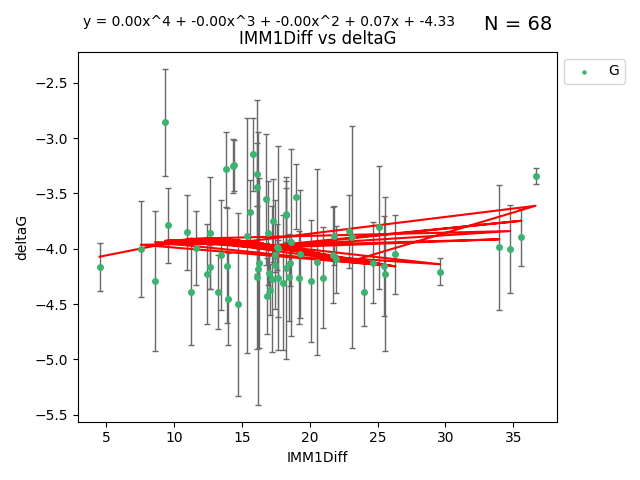 y = 0.00x^4 + -0.00x^3 + -0.00x^2 + 0.07x + -4.33
N = 68
IMM1Diff vs deltaG
G
deltaG
−2.5
−3.0
−3.5
−4.0
−4.5
−5.0
−5.5
5
10
15
20
25
30
35
IMM1Diff